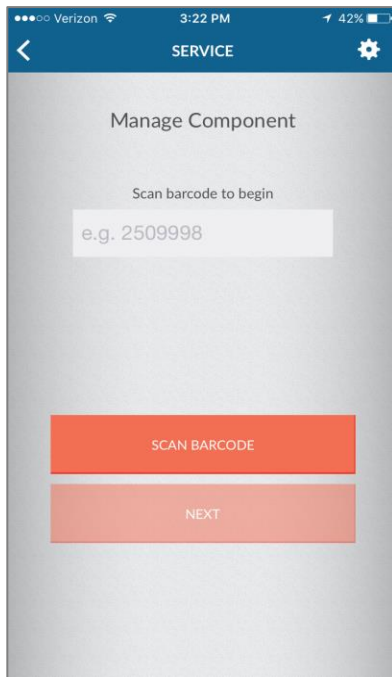 Verizon 3:22 PM 42%
SERVICE
Manage Component
Scan barcode to begin
e.g. 2509998
SCAN BARCODE
NEXT